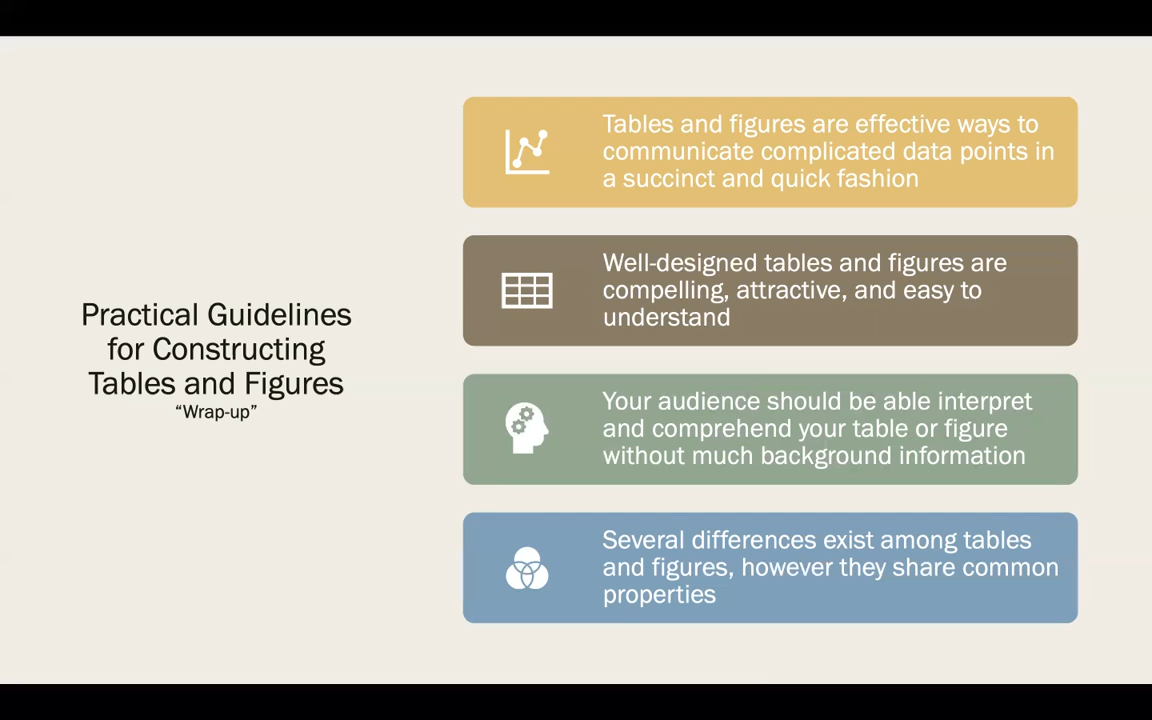 Practical Guidelines
for Constructing
Tables and Figures
“Wrap-up”
Tables and figures are effective ways to
communicate complicated data points in
a succinct and quick fashion
Well-designed tables and figures are
compelling, attractive, and easy to
understand
Your audience should be able interpret
and comprehend your table or figure
without much background information
Several differences exist among tables
and figures, however they share common
properties